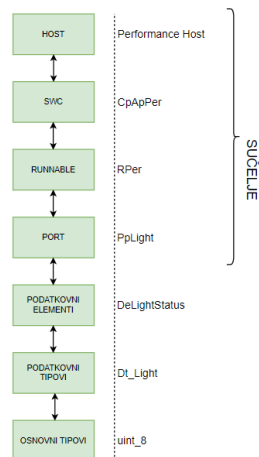 HOST
Performance Host
SWC
CpApPer
RUNNABLE
RPer
PORT
PpLight
SUČELJE
PODATKOVNI
ELEMENTI
DeLightStatus
PODATKOVNI
TIPOVI
Dt_Light
OSNOVNI TIPOVI
uint_8